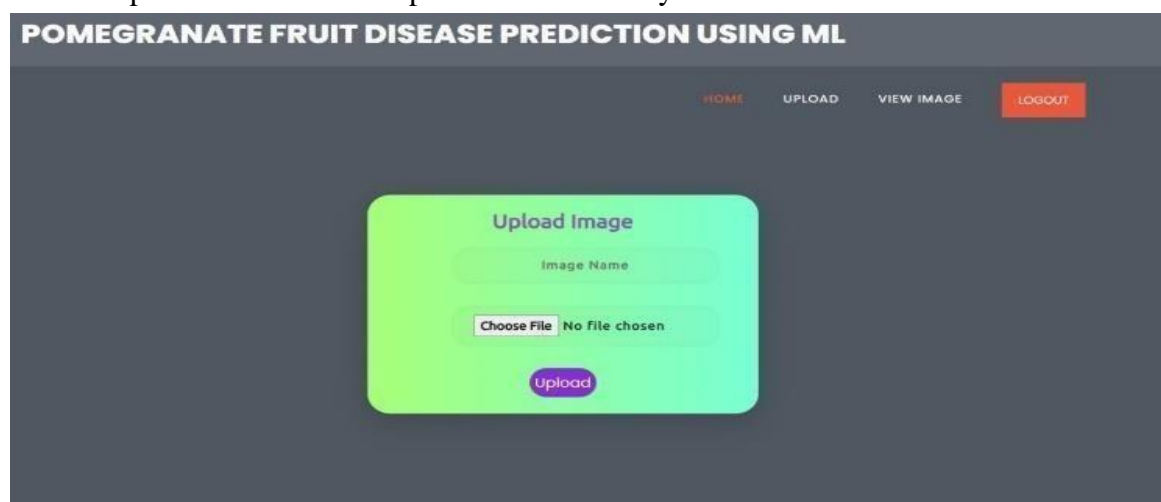 POMEGRANATE FRUIT DISEASE PREDICTION USING ML
HOME UPLOAD VIEW IMAGE LOGOUT
Upload Image
Image Name
Choose File No file chosen
Upload